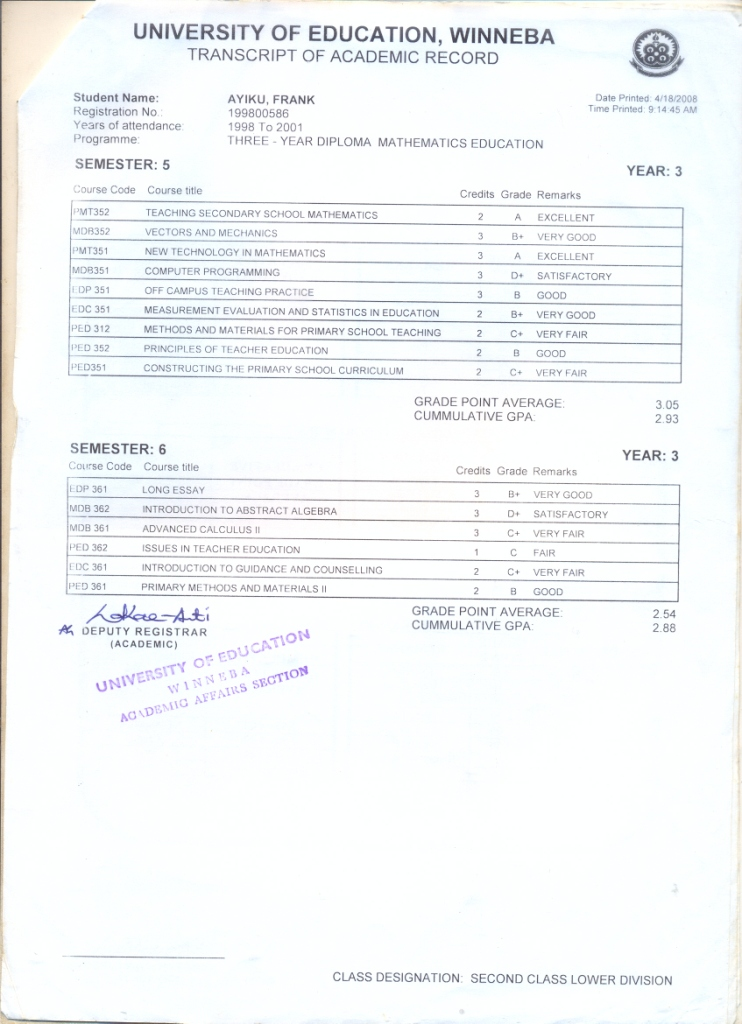 UNIVERSITY OF EDUCATION, WINNEBA
TRANSCRIPT OF ACADEMIC RECORD
Student Name: AYIKU, FRANK
Date Printed: 4/18/2008
Registration No.: 199800586
Time Printed: 9:14:45 AM
Years of attendance: 1998 To 2001
Programme: THREE - YEAR DIPLOMA MATHEMATICS EDUCATION
SEMESTER: 5 YEAR: 3
Course Code Course title Credits Grade Remarks
PMT352 TEACHING SECONDARY SCHOOL MATHEMATICS 2 A EXCELLENT
MDB352 VECTORS AND MECHANICS 3 B+ VERY GOOD
PMT351 NEW TECHNOLOGY IN MATHEMATICS 3 A EXCELLENT
MDB351 COMPUTER PROGRAMMING 3 D+ SATISFACTORY
EDP 351 OFF CAMPUS TEACHING PRACTICE 3 B GOOD
EDC 351 MEASUREMENT EVALUATION AND STATISTICS IN EDUCATION 2 B+ VERY GOOD
PED 312 METHODS AND MATERIALS FOR PRIMARY SCHOOL TEACHING 2 C+ VERY FAIR
PED 352 PRINCIPLES OF TEACHER EDUCATION 2 B GOOD
PED351 CONSTRUCTING THE PRIMARY SCHOOL CURRICULUM 2 C+ VERY FAIR
GRADE POINT AVERAGE: 3.05
CUMMULATIVE GPA: 2.93
SEMESTER: 6 YEAR: 3
Course Code Course title Credits Grade Remarks
EDP 361 LONG ESSAY 3 B+ VERY GOOD
MDB 362 INTRODUCTION TO ABSTRACT ALGEBRA 3 D+ SATISFACTORY
MDB 361 ADVANCED CALCULUS II 3 C+ VERY FAIR
PED 362 ISSUES IN TEACHER EDUCATION 1 C FAIR
EDC 361 INTRODUCTION TO GUIDANCE AND COUNSELLING 2 C+ VERY FAIR
PED 361 PRIMARY METHODS AND MATERIALS II 2 B GOOD
GRADE POINT AVERAGE: 2.54
CUMMULATIVE GPA: 2.88
DEPUTY REGISTRAR
(ACADEMIC)
UNIVERSITY OF EDUCATION
WINNEBA
ACADEMIC AFFAIRS SECTION
CLASS DESIGNATION: SECOND CLASS LOWER DIVISION